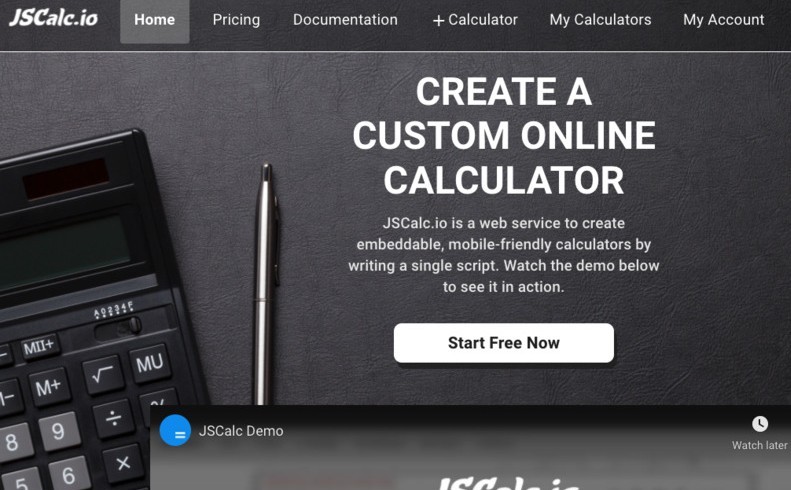 JSCalc.io
Home
Pricing
Documentation
+ Calculator
My Calculators
My Account
CREATE A
CUSTOM ONLINE
CALCULATOR
JSCalc.io is a web service to create
embeddable, mobile-friendly calculators by
writing a single script. Watch the demo below
to see it in action.
Start Free Now
A0234F
MII+
M+
√
MU
8
9
÷
5
6
×
JSCalc Demo
Watch later